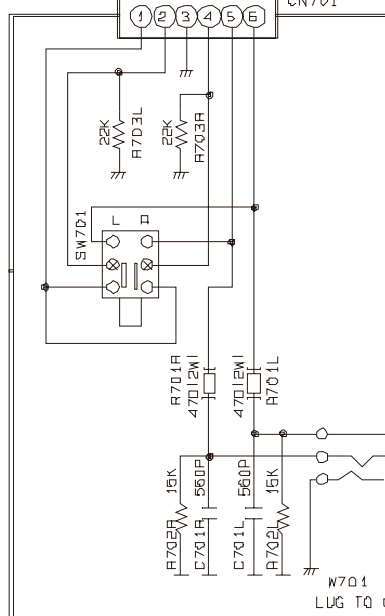 CN701
1 2 3 4 5 6
22K
R703L
22K
R703R
SW701
L R
R701R
470(2W)
470(2W)
R701L
15K
R702R
560P
C701R
560P
C701L
15K
R702L
W701
LUG TO